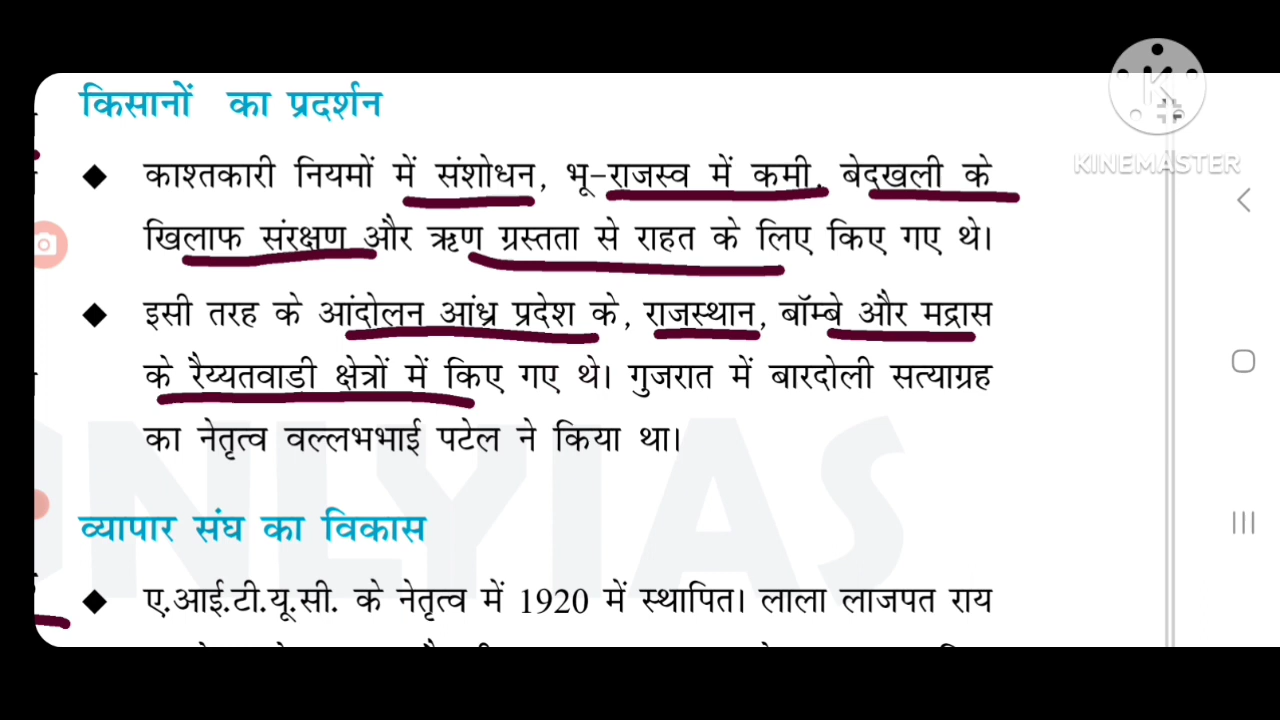 किसानों का प्रदर्शन
KINEMASTER
◆ काश्तकारी नियमों में संशोधन, भू-राजस्व में कमी, बेदखली के
खिलाफ संरक्षण और ऋण ग्रस्तता से राहत के लिए किए गए थे।
◆ इसी तरह के आंदोलन आंध्र प्रदेश के, राजस्थान, बॉम्बे और मद्रास
के रैय्यतवाडी क्षेत्रों में किए गए थे। गुजरात में बारदोली सत्याग्रह
का नेतृत्व वल्लभभाई पटेल ने किया था।
ONLYIAS
व्यापार संघ का विकास
◆ ए.आई.टी.यू.सी. के नेतृत्व में 1920 में स्थापित। लाला लाजपत राय